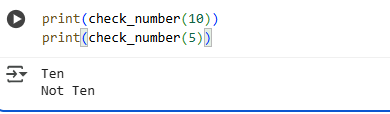 print(check_number(10))
print(check_number(5))
Ten
Not Ten